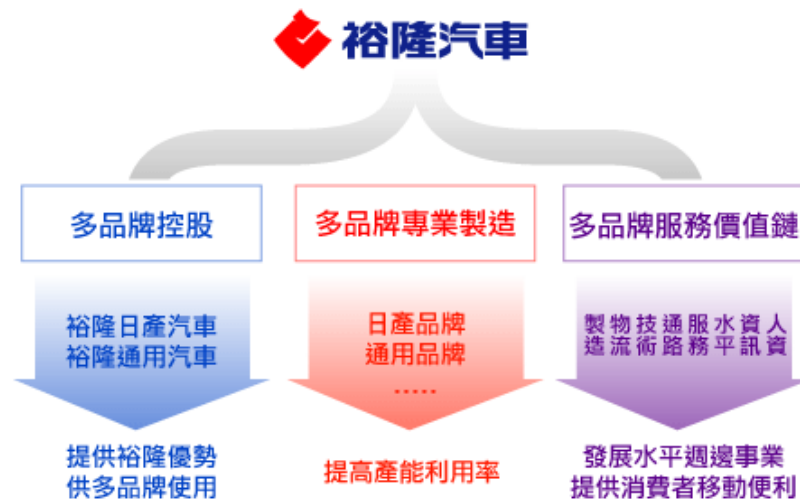 裕隆汽車
多品牌控股
多品牌專業製造
多品牌服務價值鏈
裕隆日產汽車
裕隆通用汽車
日產品牌
通用品牌
.....
製物技通服水資人
造流術路務平訊資
提供裕隆優勢
供多品牌使用
提高產能利用率
發展水平週邊事業
提供消費者移動便利